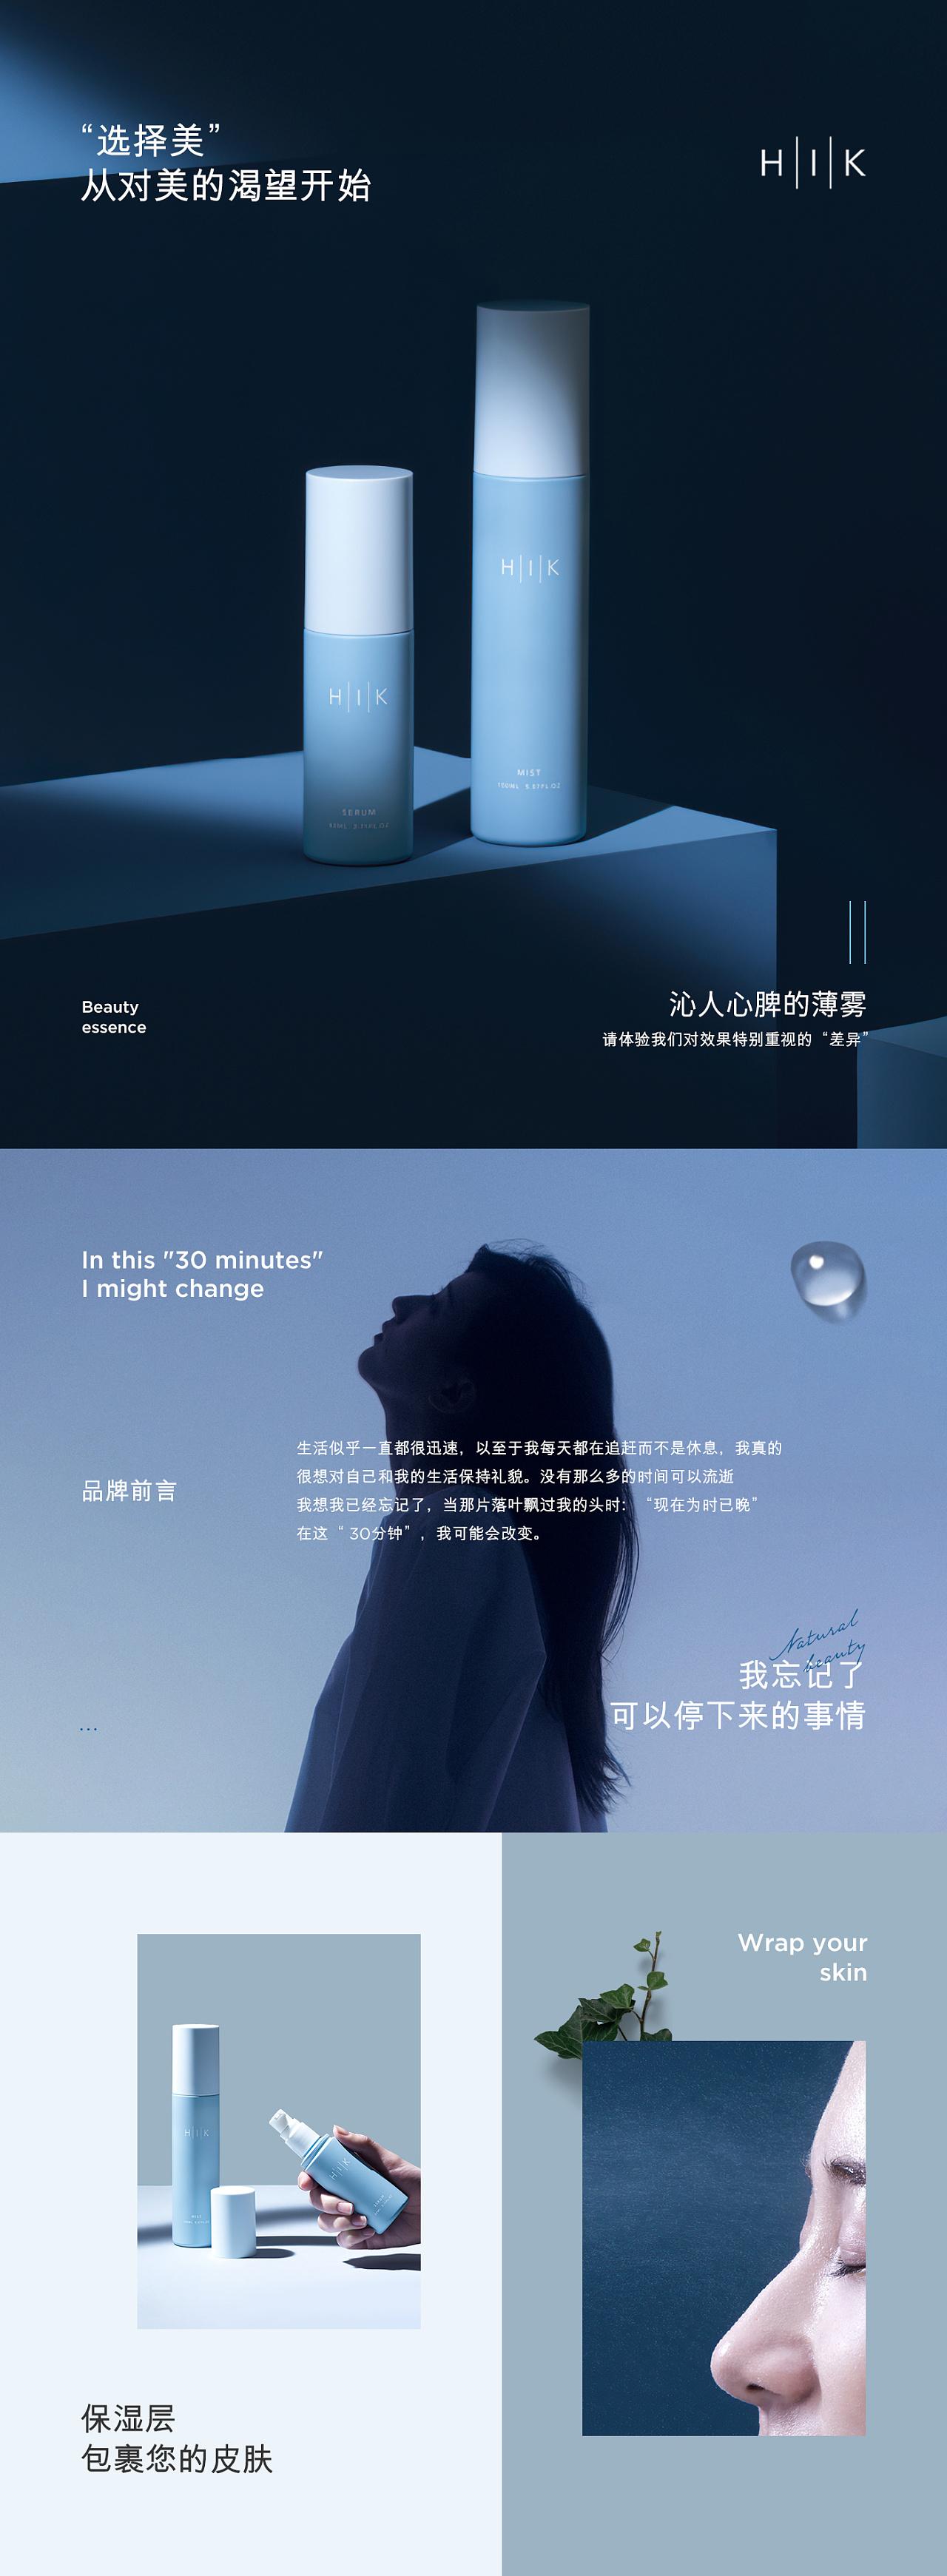 “选择美”
从对美的渴望开始
H|I|K
H|I|K
MIST
150ML 5.07FL.OZ
H|I|K
SERUM
Beauty
essence
沁人心脾的薄雾
请体验我们对效果特别重视的“差异”
In this "30 minutes"
I might change
品牌前言
生活似乎一直都很迅速，以至于我每天都在追赶而不是休息，我真的
很想对自己和我的生活保持礼貌。没有那么多的时间可以流逝
我想我已经忘记了，当那片落叶飘过我的头时：“现在为时已晚”
在这“ 30分钟”，我可能会改变。
Natural
beauty
我忘记了
可以停下来的事情
...
Wrap your
skin
H|I|K
H|I|K
MIST
保湿层
包裹您的皮肤